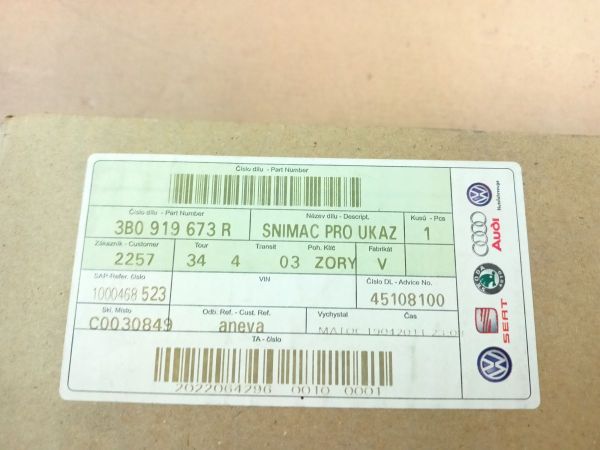 Číslo dílu - Part Number
Číslo dílu - Part Number Název dílu - Descript. Kusů - Pcs
3B0 919 673 R SNIMAC PRO UKAZ 1
Zákazník - Customer Tour Transit Poh. Klíč Fabrikát
2257 34 4 03 ZORY V
SAP-Refer. číslo VIN Číslo DL - Advice No.
1000468 523 45108100
Skl. Místo Odb. Ref. - Cust. Ref. Vychystal Čas
C0030849 aneva
TA - číslo
2022064296 0010 0001
Audi
SEAT